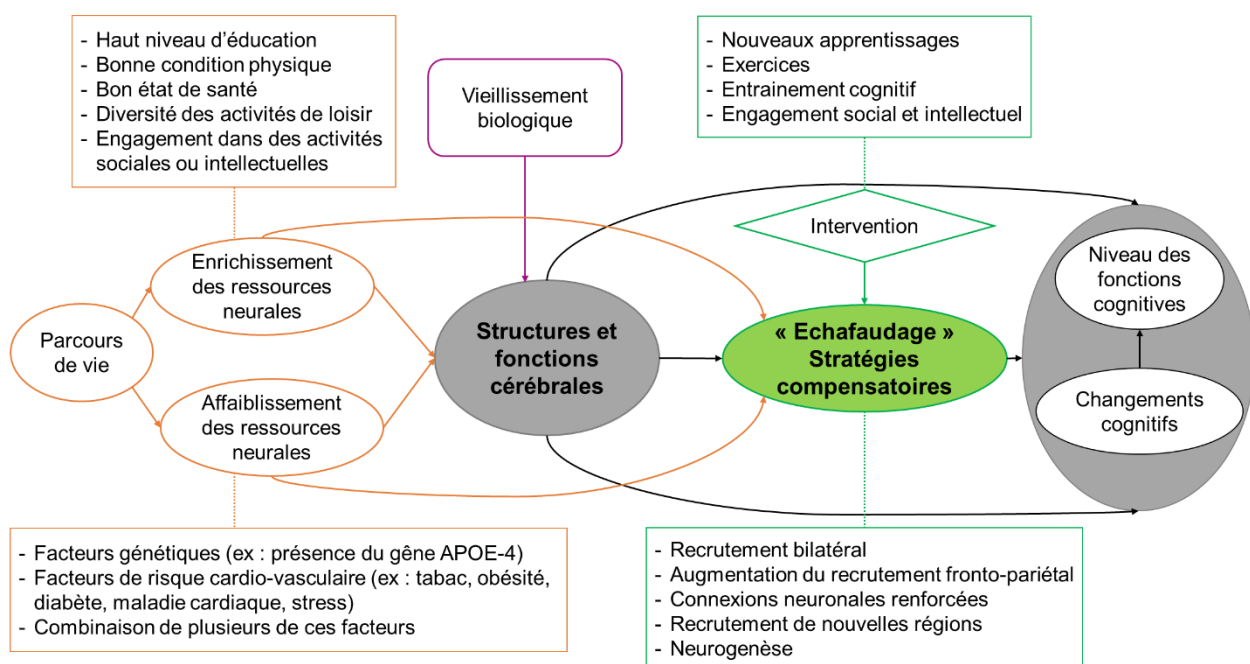 - Haut niveau d’éducation
- Bonne condition physique
- Bon état de santé
- Diversité des activités de loisir
- Engagement dans des activités
sociales ou intellectuelles
Vieillissement
biologique
- Nouveaux apprentissages
- Exercices
- Entrainement cognitif
- Engagement social et intellectuel
Intervention
Enrichissement
des ressources
neurales
Parcours
de vie
Affaiblissement
des ressources
neurales
Structures et
fonctions
cérébrales
« Echafaudage »
Stratégies
compensatoires
Niveau des
fonctions
cognitives
Changements
cognitifs
- Facteurs génétiques (ex : présence du gêne APOE-4)
- Facteurs de risque cardio-vasculaire (ex : tabac, obésité,
diabète, maladie cardiaque, stress)
- Combinaison de plusieurs de ces facteurs
- Recrutement bilatéral
- Augmentation du recrutement fronto-pariétal
- Connexions neuronales renforcées
- Recrutement de nouvelles régions
- Neurogenèse